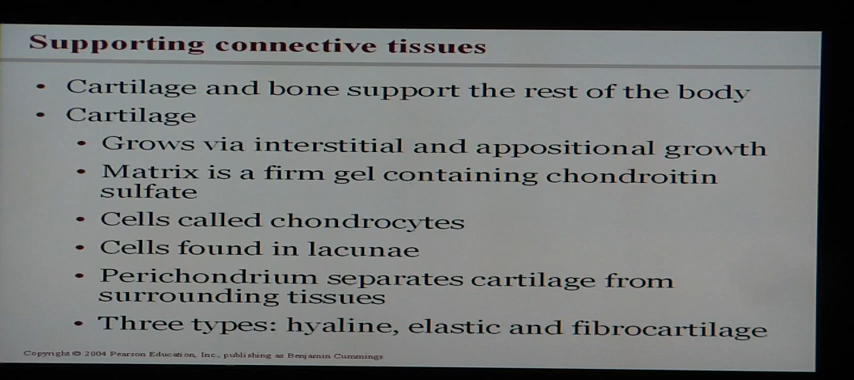 Supporting connective tissues
• Cartilage and bone support the rest of the body
• Cartilage
• Grows via interstitial and appositional growth
• Matrix is a firm gel containing chondroitin
sulfate
• Cells called chondrocytes
• Cells found in lacunae
• Perichondrium separates cartilage from
surrounding tissues
• Three types: hyaline, elastic and fibrocartilage
Copyright © 2004 Pearson Education, Inc., publishing as Benjamin Cummings